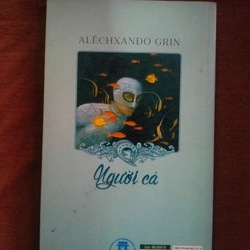 ALÊCHXANDO GRIN
Người cá